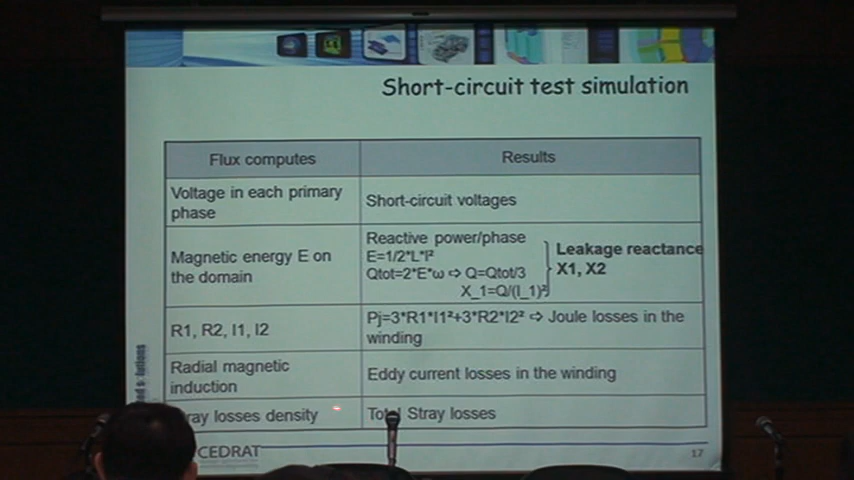 Short-circuit test simulation
Flux computes
Results
Voltage in each primary
phase
Short-circuit voltages
Magnetic energy E on
the domain
Reactive power/phase
E=1/2*L*I²
Qtot=2*E*ω ⇨ Q=Qtot/3
X_1=Q/(I_1)²
Leakage reactance
X1, X2
R1, R2, I1, I2
Pj=3*R1*I1²+3*R2*I2² ⇨ Joule losses in the
winding
Radial magnetic
induction
Eddy current losses in the winding
ray losses density
Total Stray losses
CEDRAT
17